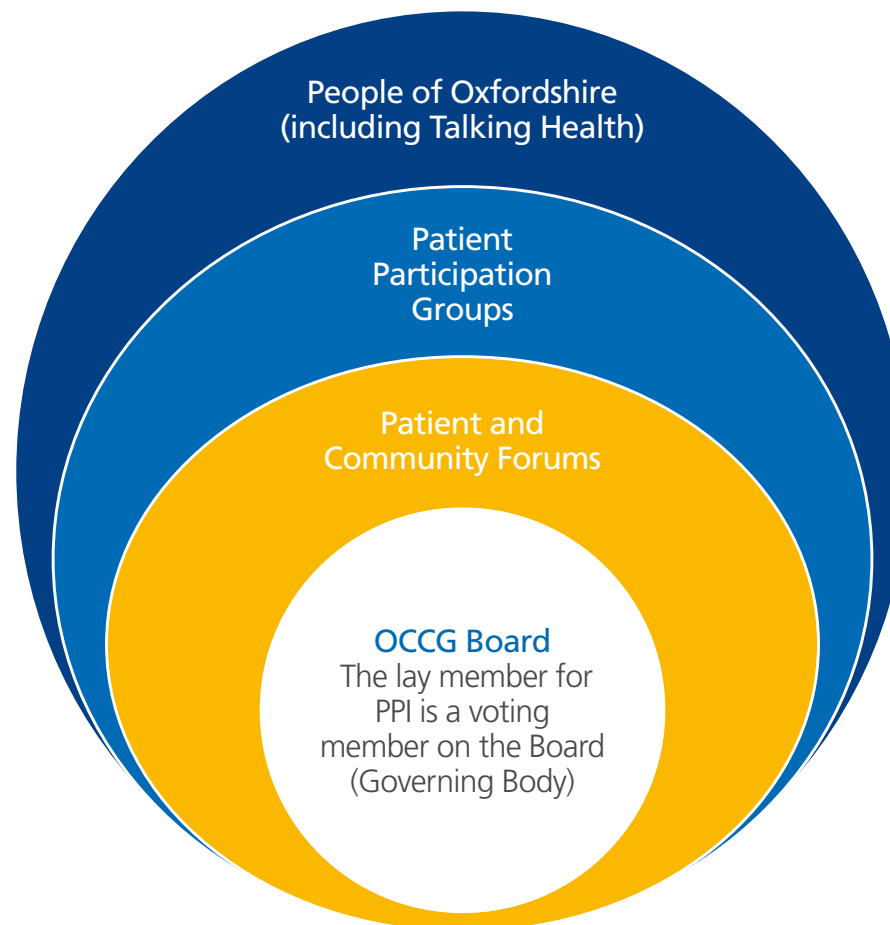 People of Oxfordshire
(including Talking Health)
Patient
Participation
Groups
Patient and
Community Forums
OCCG Board
The lay member for
PPI is a voting
member on the Board
(Governing Body)